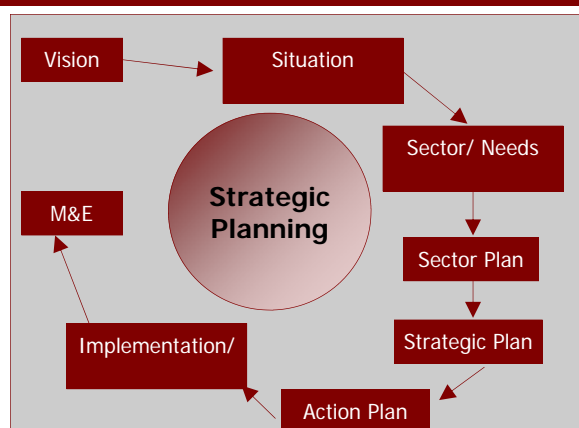 Vision
Situation
Sector/ Needs
Strategic
Planning
M&E
Sector Plan
Strategic Plan
Implementation/
Action Plan